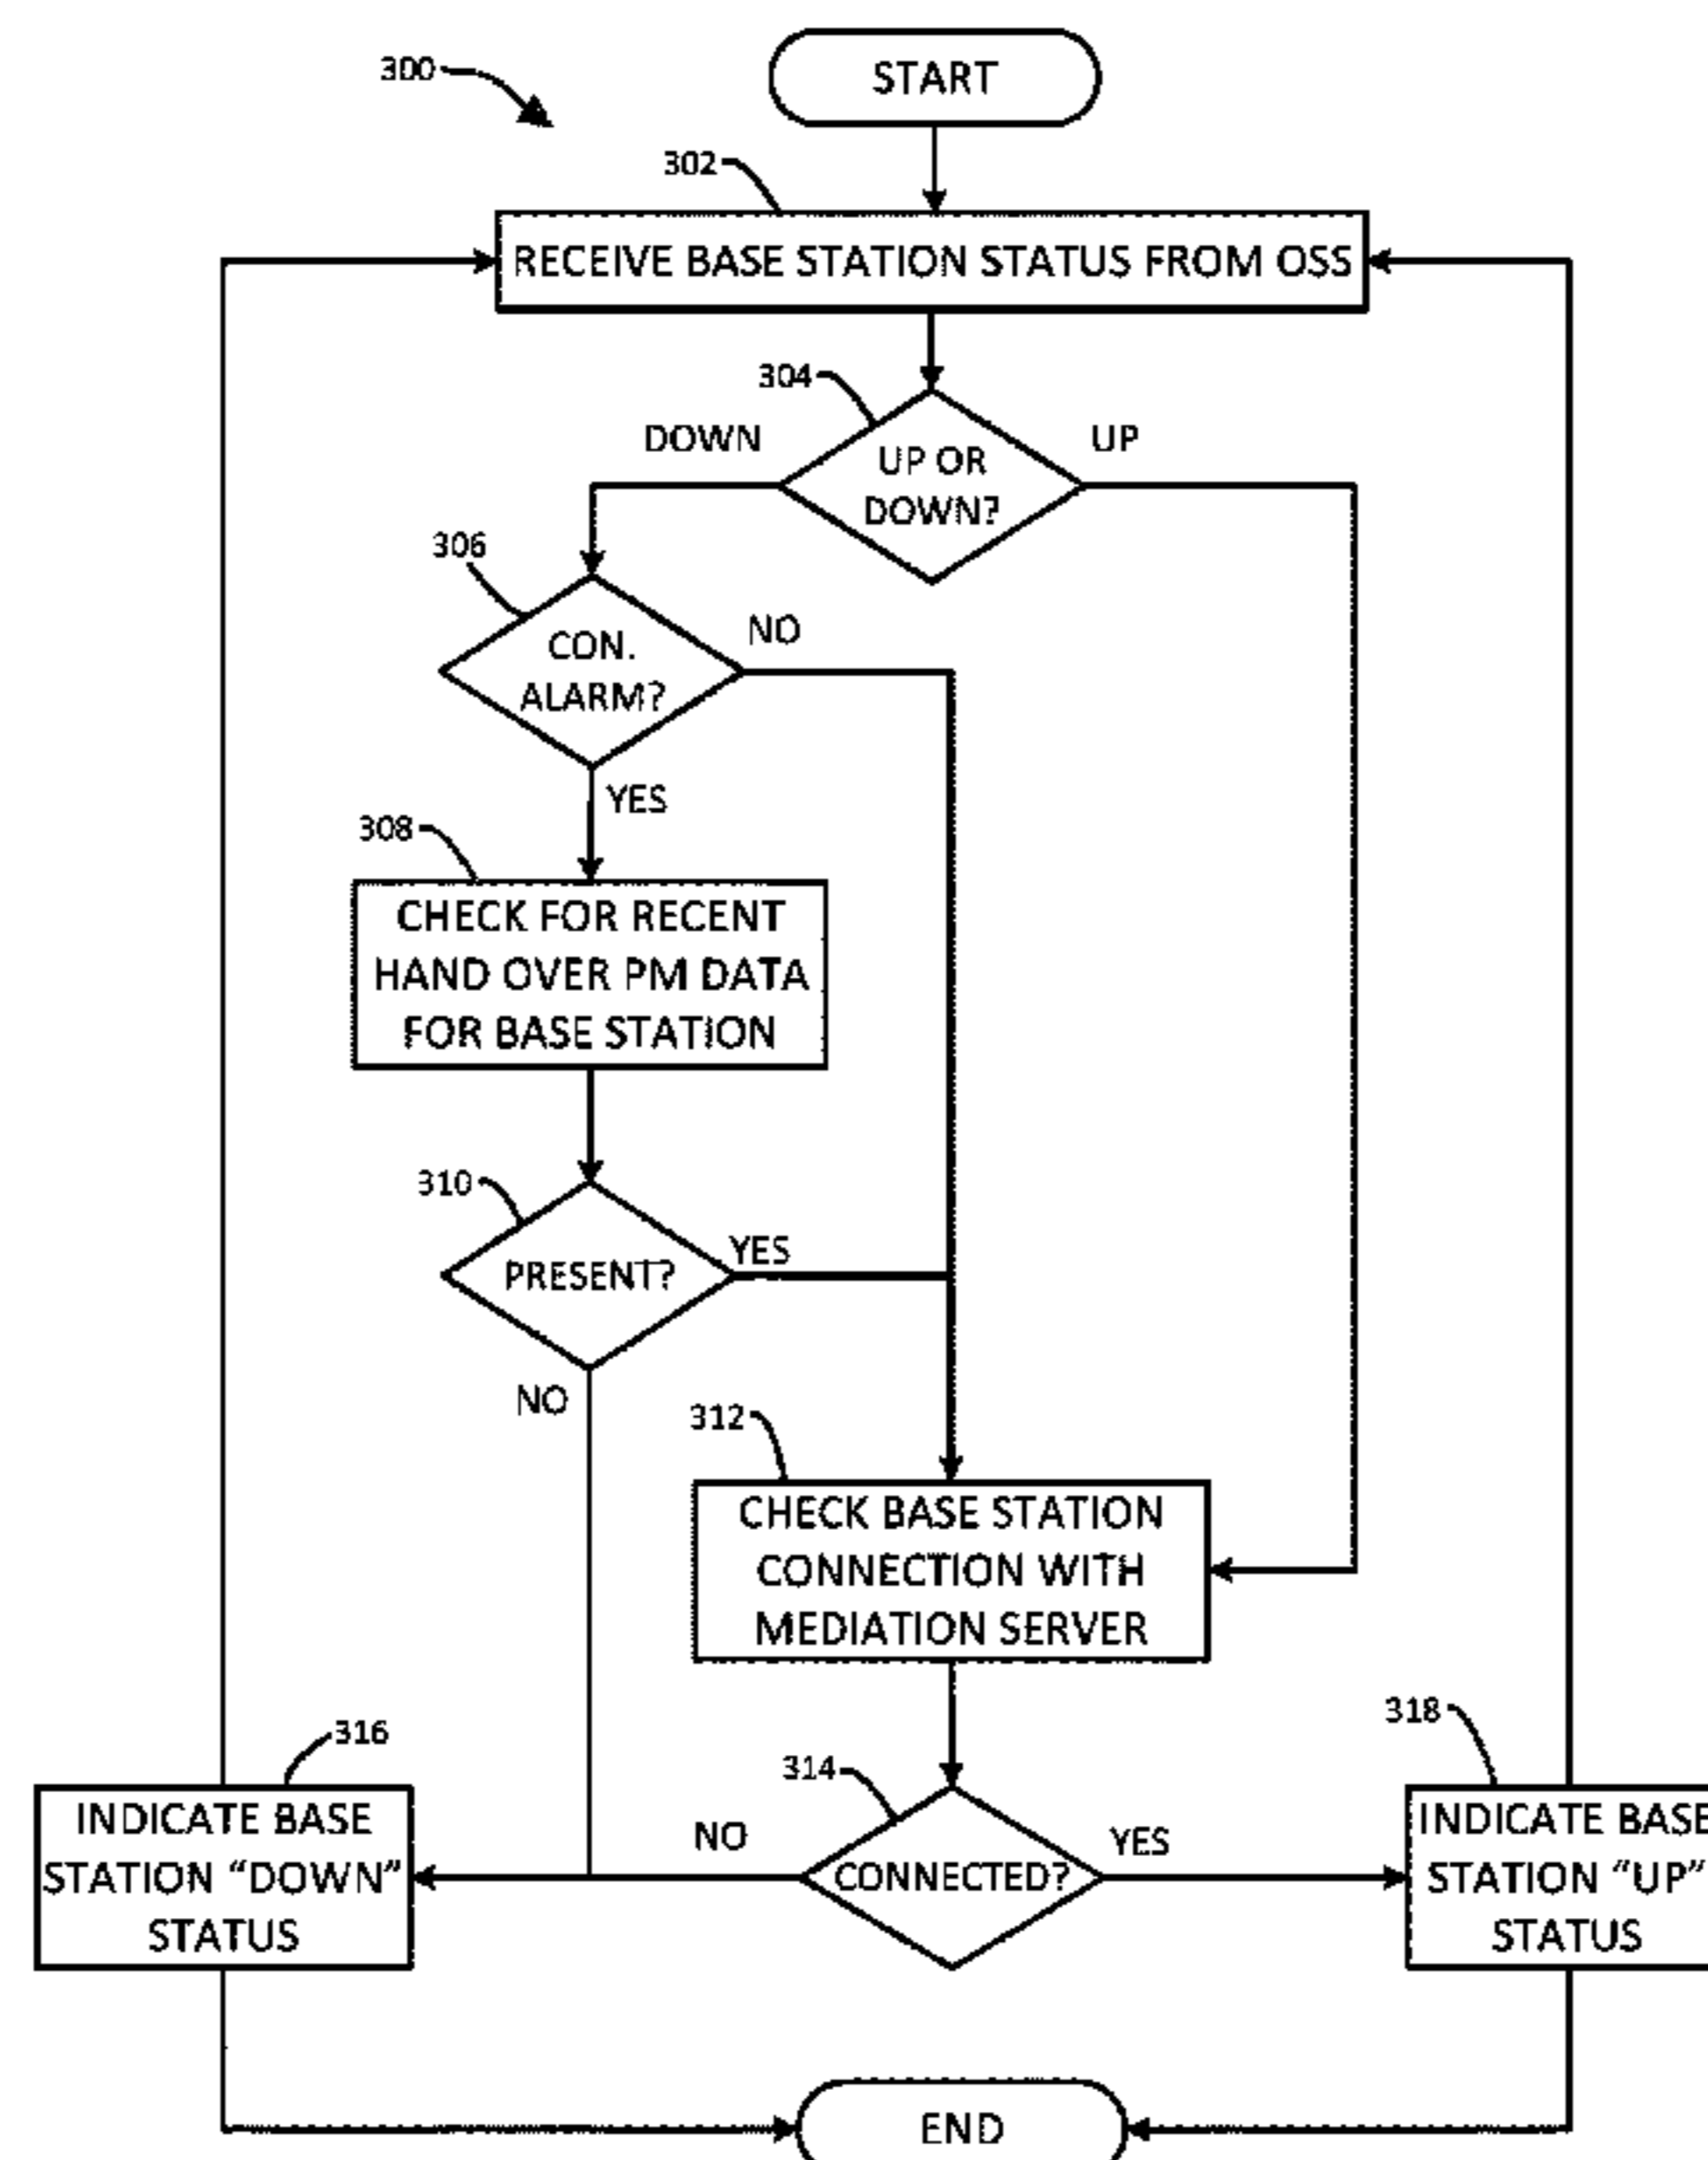 300
START
302
RECEIVE BASE STATION STATUS FROM OSS
304
DOWN
UP
UP OR
DOWN?
306
CON.
ALARM?
NO
YES
308
CHECK FOR RECENT
HAND OVER PM DATA
FOR BASE STATION
310
PRESENT?
YES
NO
312
CHECK BASE STATION
CONNECTION WITH
MEDIATION SERVER
316
INDICATE BASE
STATION “DOWN”
STATUS
314
NO
CONNECTED?
YES
318
INDICATE BASE
STATION “UP”
STATUS
END